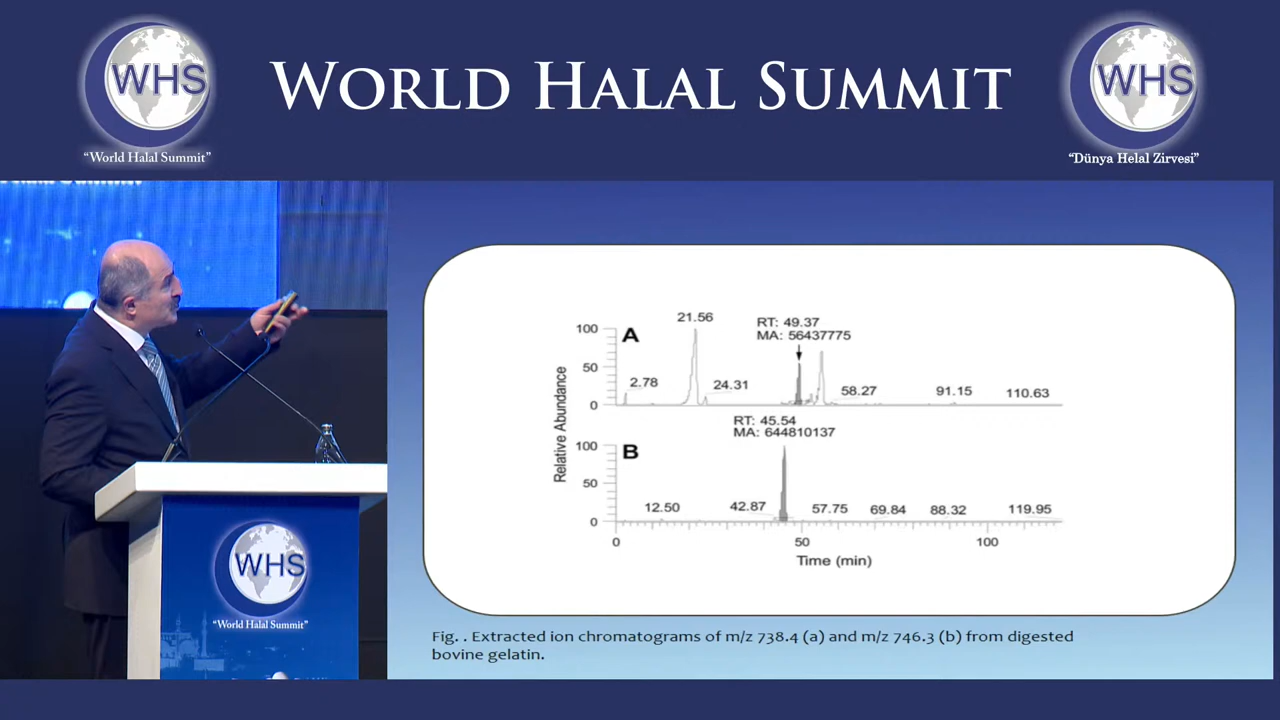 WORLD HALAL SUMMIT
WHS
"World Halal Summit"
WHS
"Dünya Helal Zirvesi"
21.56
RT: 49.37
MA: 56437775
100
A
50
2.78
24.31
58.27
91.15
110.63
0
RT: 45.54
MA: 644810137
Relative Abundance
100
B
50
12.50
42.87
57.75
69.84
88.32
119.95
0
0
50
100
Time (min)
Fig. . Extracted ion chromatograms of m/z 738.4 (a) and m/z 746.3 (b) from digested
bovine gelatin.
WHS
"World Halal Summit"